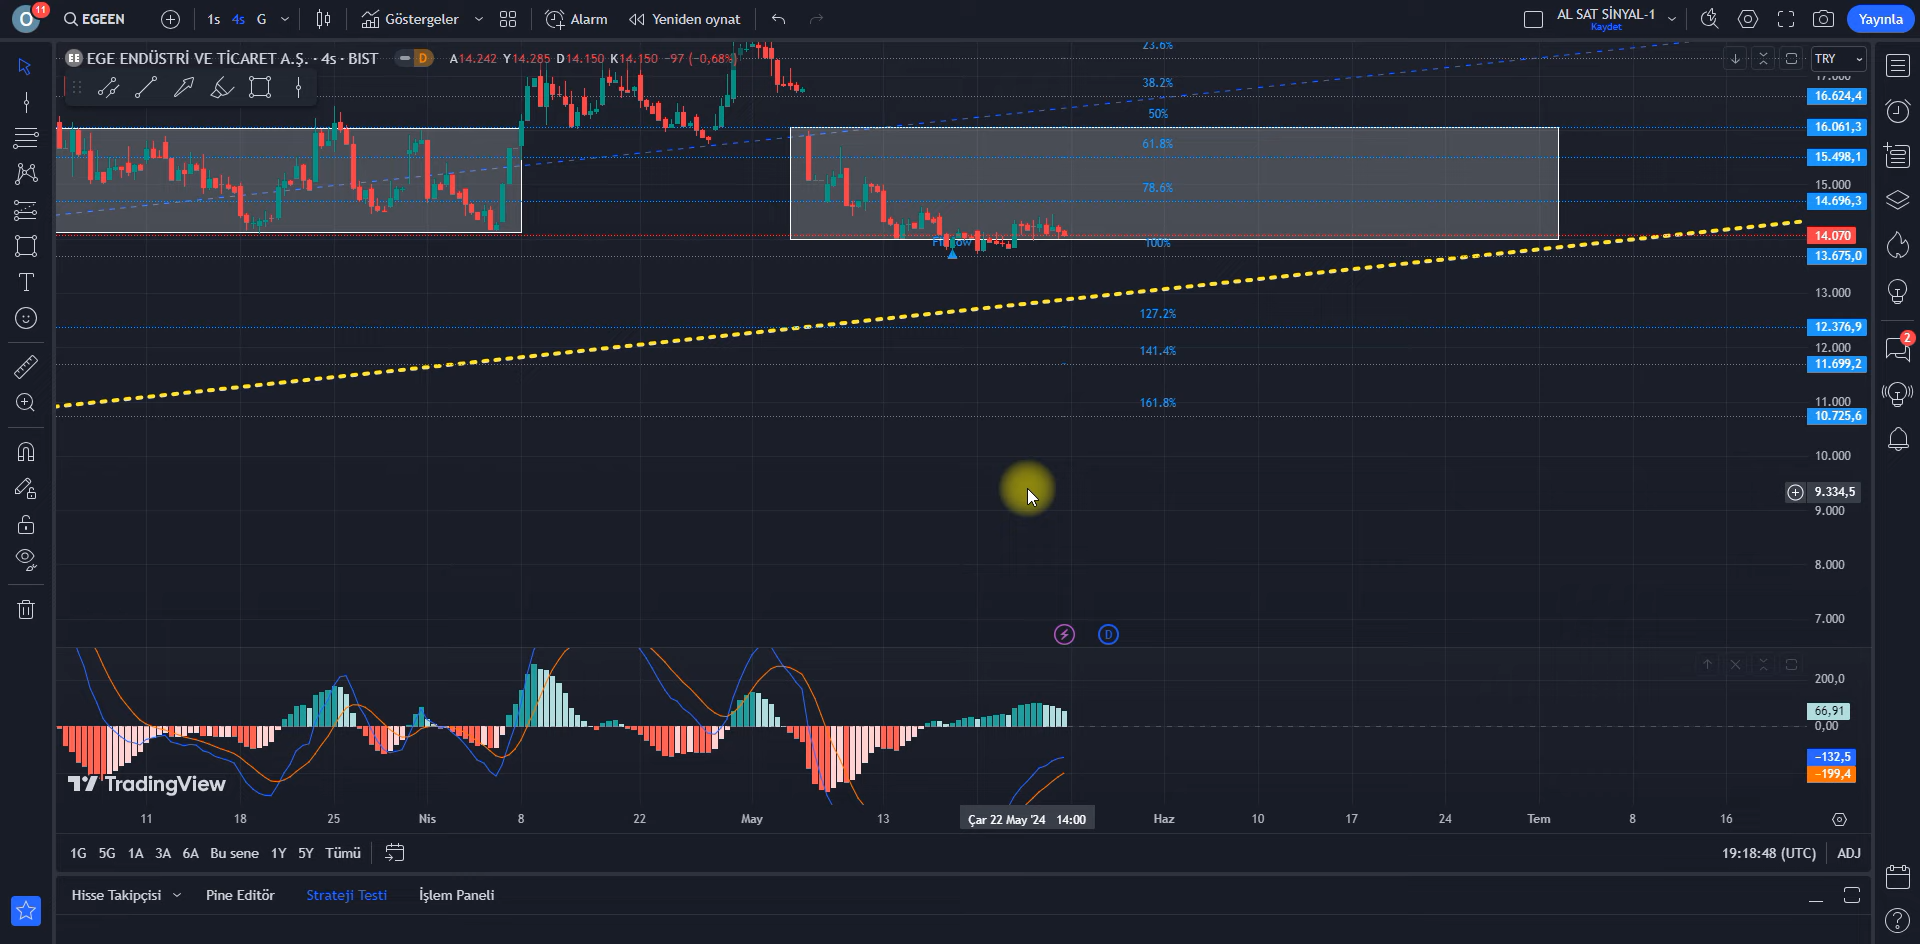 O
11
EGEEN
1s
4s
G
Göstergeler
Alarm
Yeniden oynat
AL SAT SİNYAL-1
Kaydet
Yayınla
EE
EGE ENDÜSTRİ VE TİCARET A.Ş. · 4s · BIST
D
A14.242 Y14.285 D14.150 K14.150 −97 (−0,68%)
TRY
23.6%
17.000
38.2%
16.624,4
50%
16.061,3
61.8%
15.498,1
78.6%
15.000
14.696,3
14.070
100%
13.675,0
13.000
127.2%
12.376,9
12.000
141.4%
11.699,2
161.8%
11.000
10.725,6
10.000
9.334,5
9.000
8.000
7.000
D
2
200,0
66,91
0,00
−132,5
−199,4
TradingView
11
18
25
Nis
8
22
May
13
Çar 22 May '24 14:00
Haz
10
17
24
Tem
8
16
1G
5G
1A
3A
6A
Bu sene
1Y
5Y
Tümü
19:18:48 (UTC)
ADJ
Hisse Takipçisi
Pine Editör
Strateji Testi
İşlem Paneli